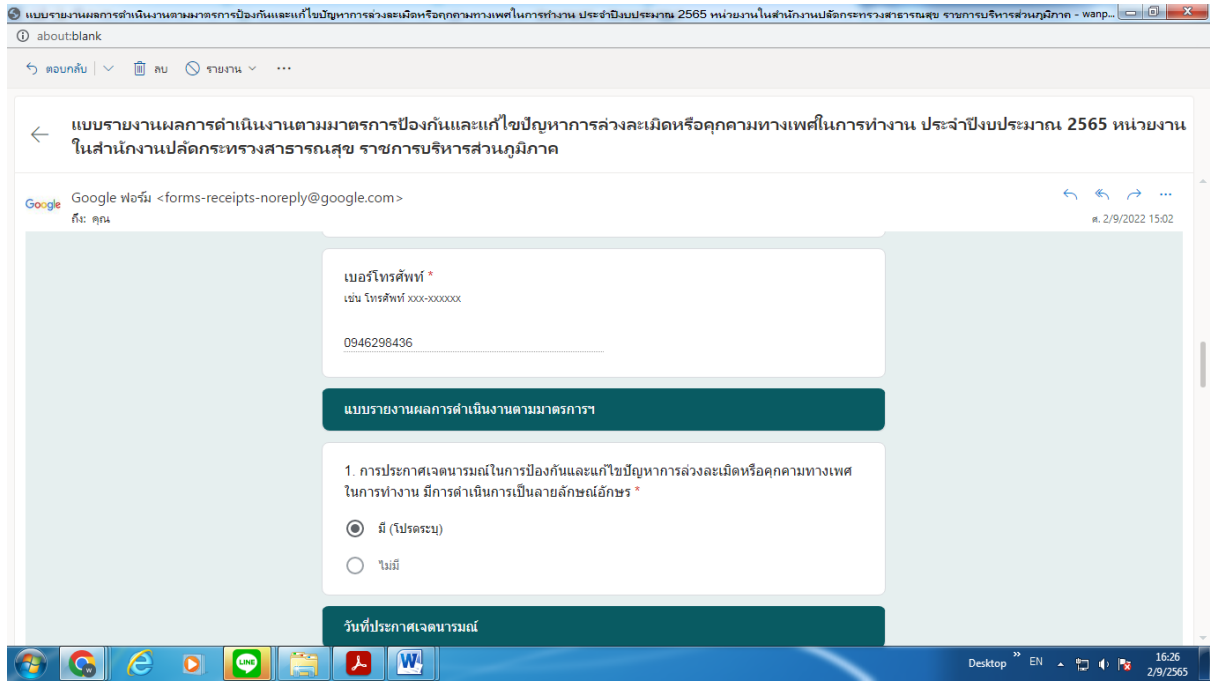 แบบรายงานผลการดำเนินงานตามมาตรการป้องกันและแก้ไขปัญหาการล่วงละเมิดหรือคุกคามทางเพศในการทำงาน ประจำปีงบประมาณ 2565 หน่วยงานในสำนักงานปลัดกระทรวงสาธารณสุข ราชการบริหารส่วนภูมิภาค - wanp...
about:blank
ตอบกลับ ลบ รายงาน ...
แบบรายงานผลการดำเนินงานตามมาตรการป้องกันและแก้ไขปัญหาการล่วงละเมิดหรือคุกคามทางเพศในการทำงาน ประจำปีงบประมาณ 2565 หน่วยงาน
ในสำนักงานปลัดกระทรวงสาธารณสุข ราชการบริหารส่วนภูมิภาค
Google
Google ฟอร์ม <forms-receipts-noreply@google.com>
ถึง: คุณ
ศ. 2/9/2022 15:02
เบอร์โทรศัพท์ *
เช่น โทรศัพท์ xxx-xxxxxx
0946298436
แบบรายงานผลการดำเนินงานตามมาตรการฯ
1. การประกาศเจตนารมณ์ในการป้องกันและแก้ไขปัญหาการล่วงละเมิดหรือคุกคามทางเพศ
ในการทำงาน มีการดำเนินการเป็นลายลักษณ์อักษร *
มี (โปรดระบุ)
ไม่มี
วันที่ประกาศเจตนารมณ์
LINE
Desktop » EN 16:26
2/9/2565